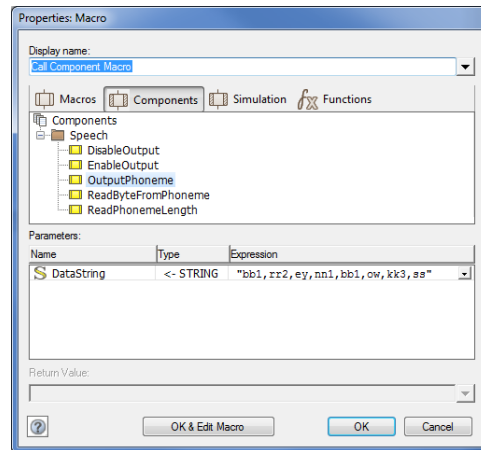 Properties: Macro
Display name:
Call Component Macro
Macros Components Simulation fx Functions
Components
Speech
DisableOutput
EnableOutput
OutputPhoneme
ReadByteFromPhoneme
ReadPhonemeLength
Parameters:
Name Type Expression
S DataString <- STRING "bb1,rr2,ey,nn1,bb1,ow,kk3,ss"
Return Value:
? OK & Edit Macro OK Cancel